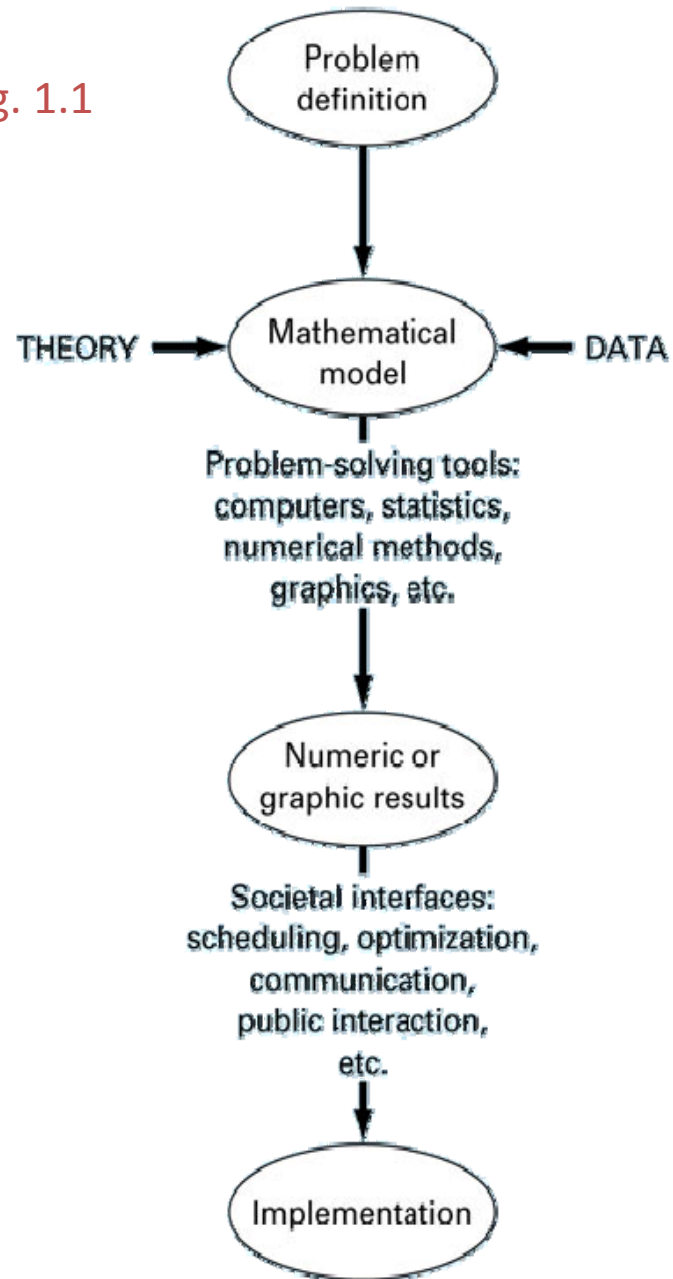 Problem
definition
g. 1.1
THEORY
Mathematical
model
DATA
Problem-solving tools:
computers, statistics,
numerical methods,
graphics, etc.
Numeric or
graphic results
Societal interfaces:
scheduling, optimization,
communication,
public interaction,
etc.
Implementation